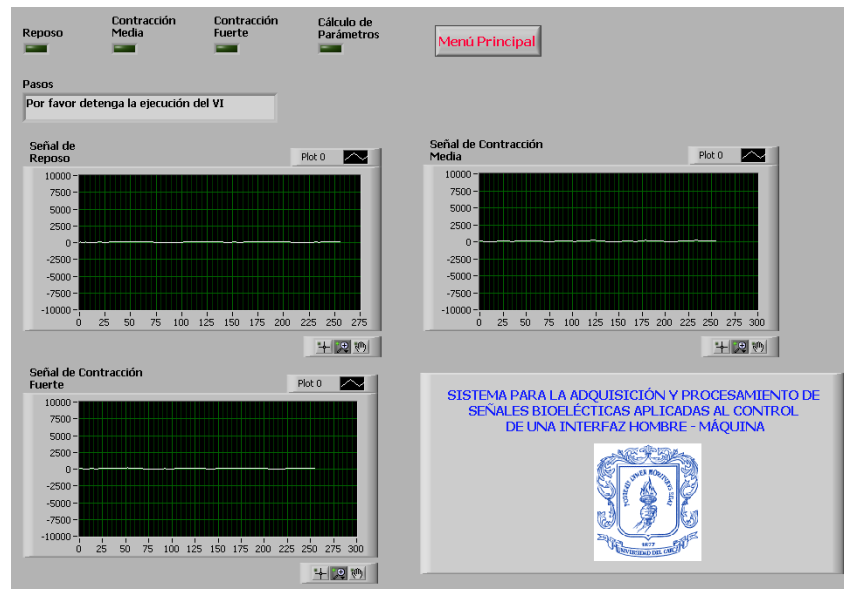 Reposo
Contracción
Media
Contracción
Fuerte
Cálculo de
Parámetros
Menú Principal
Pasos
Por favor detenga la ejecución del VI
Señal de
Reposo
Plot 0
10000
7500
5000
2500
0
-2500
-5000
-7500
-10000
0 25 50 75 100 125 150 175 200 225 250 275
Señal de Contracción
Media
Plot 0
10000
7500
5000
2500
0
-2500
-5000
-7500
-10000
0 25 50 75 100 125 150 175 200 225 250 275 300
Señal de Contracción
Fuerte
Plot 0
10000
7500
5000
2500
0
-2500
-5000
-7500
-10000
0 25 50 75 100 125 150 175 200 225 250 275 300
SISTEMA PARA LA ADQUISICIÓN Y PROCESAMIENTO DE
SEÑALES BIOELÉCTICAS APLICADAS AL CONTROL
DE UNA INTERFAZ HOMBRE - MÁQUINA